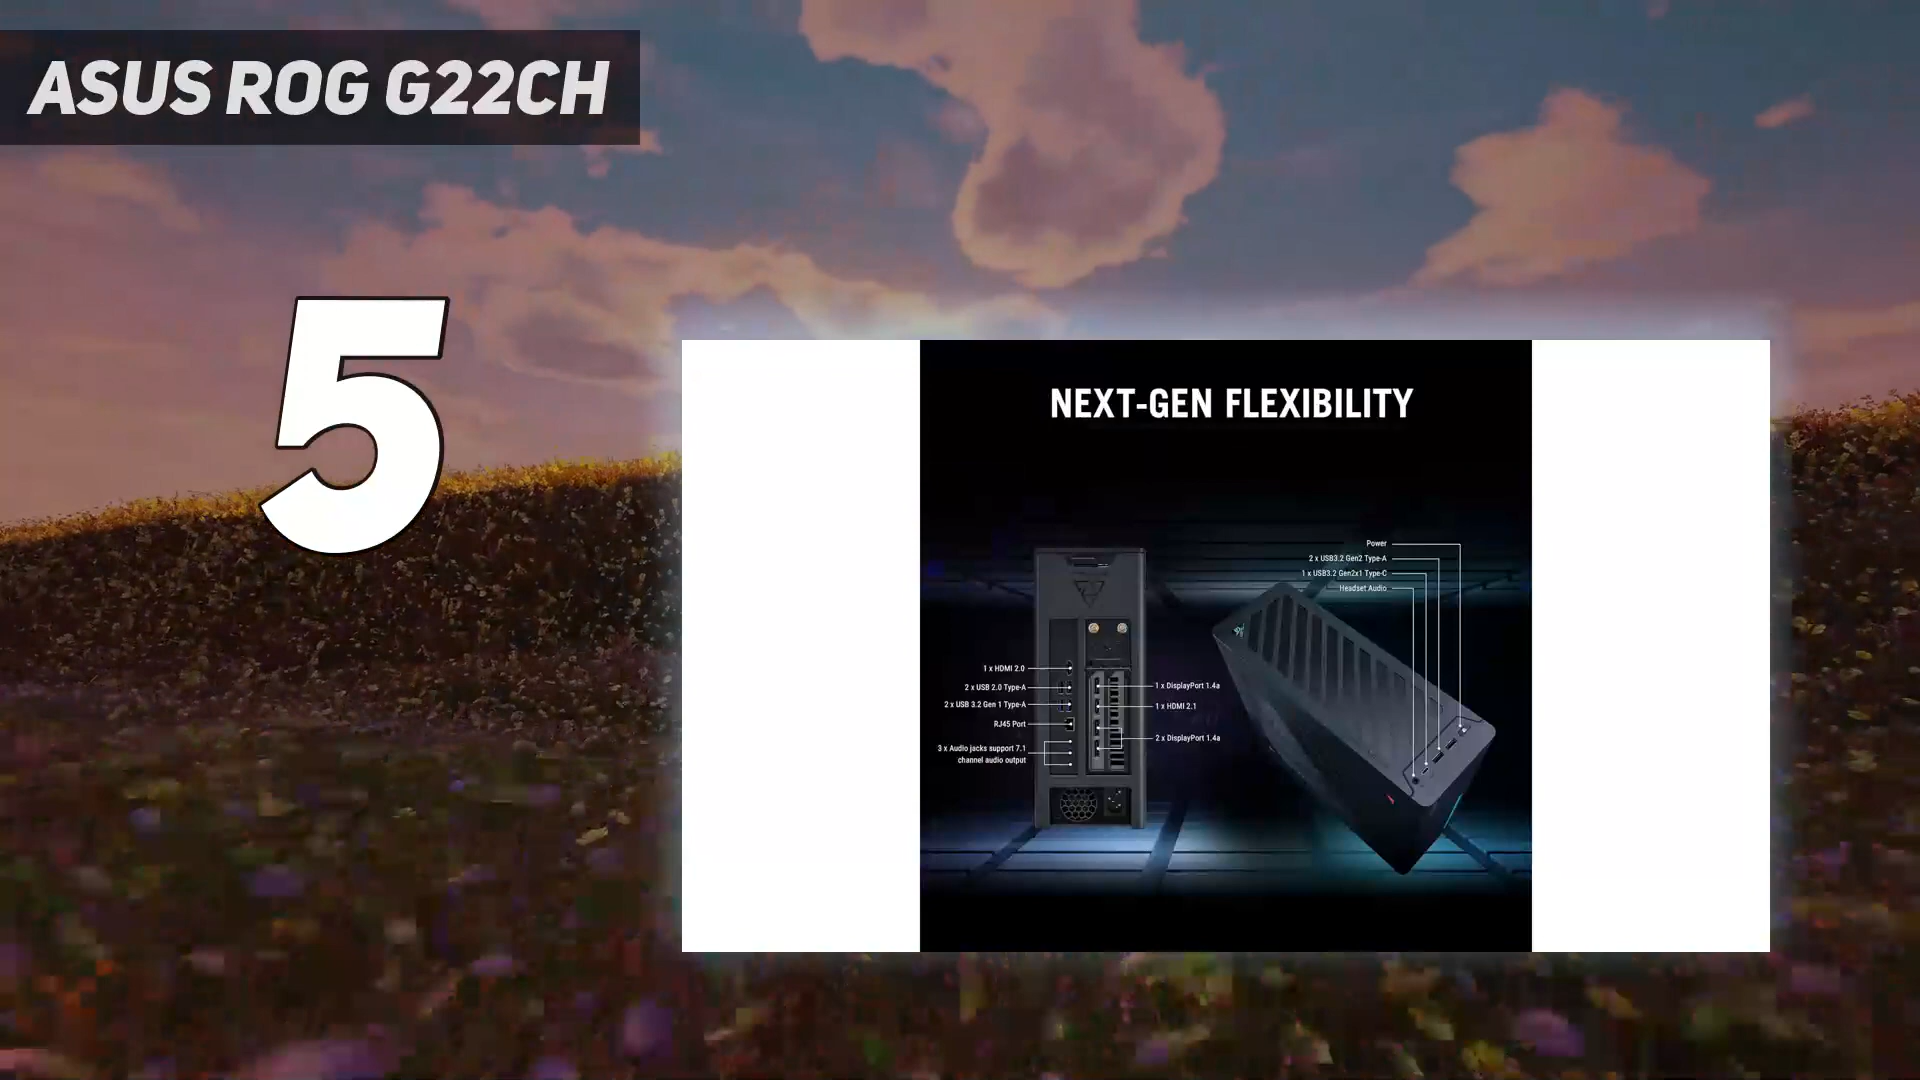 ASUS ROG G22CH
5
NEXT-GEN FLEXIBILITY
Power
2 x USB3.2 Gen2 Type-A
1 x USB3.2 Gen2x1 Type-C
Headset Audio
1 x HDMI 2.0
2 x USB 2.0 Type-A
2 x USB 3.2 Gen 1 Type-A
RJ45 Port
3 x Audio jacks support 7.1
channel audio output
1 x DisplayPort 1.4a
1 x HDMI 2.1
2 x DisplayPort 1.4a